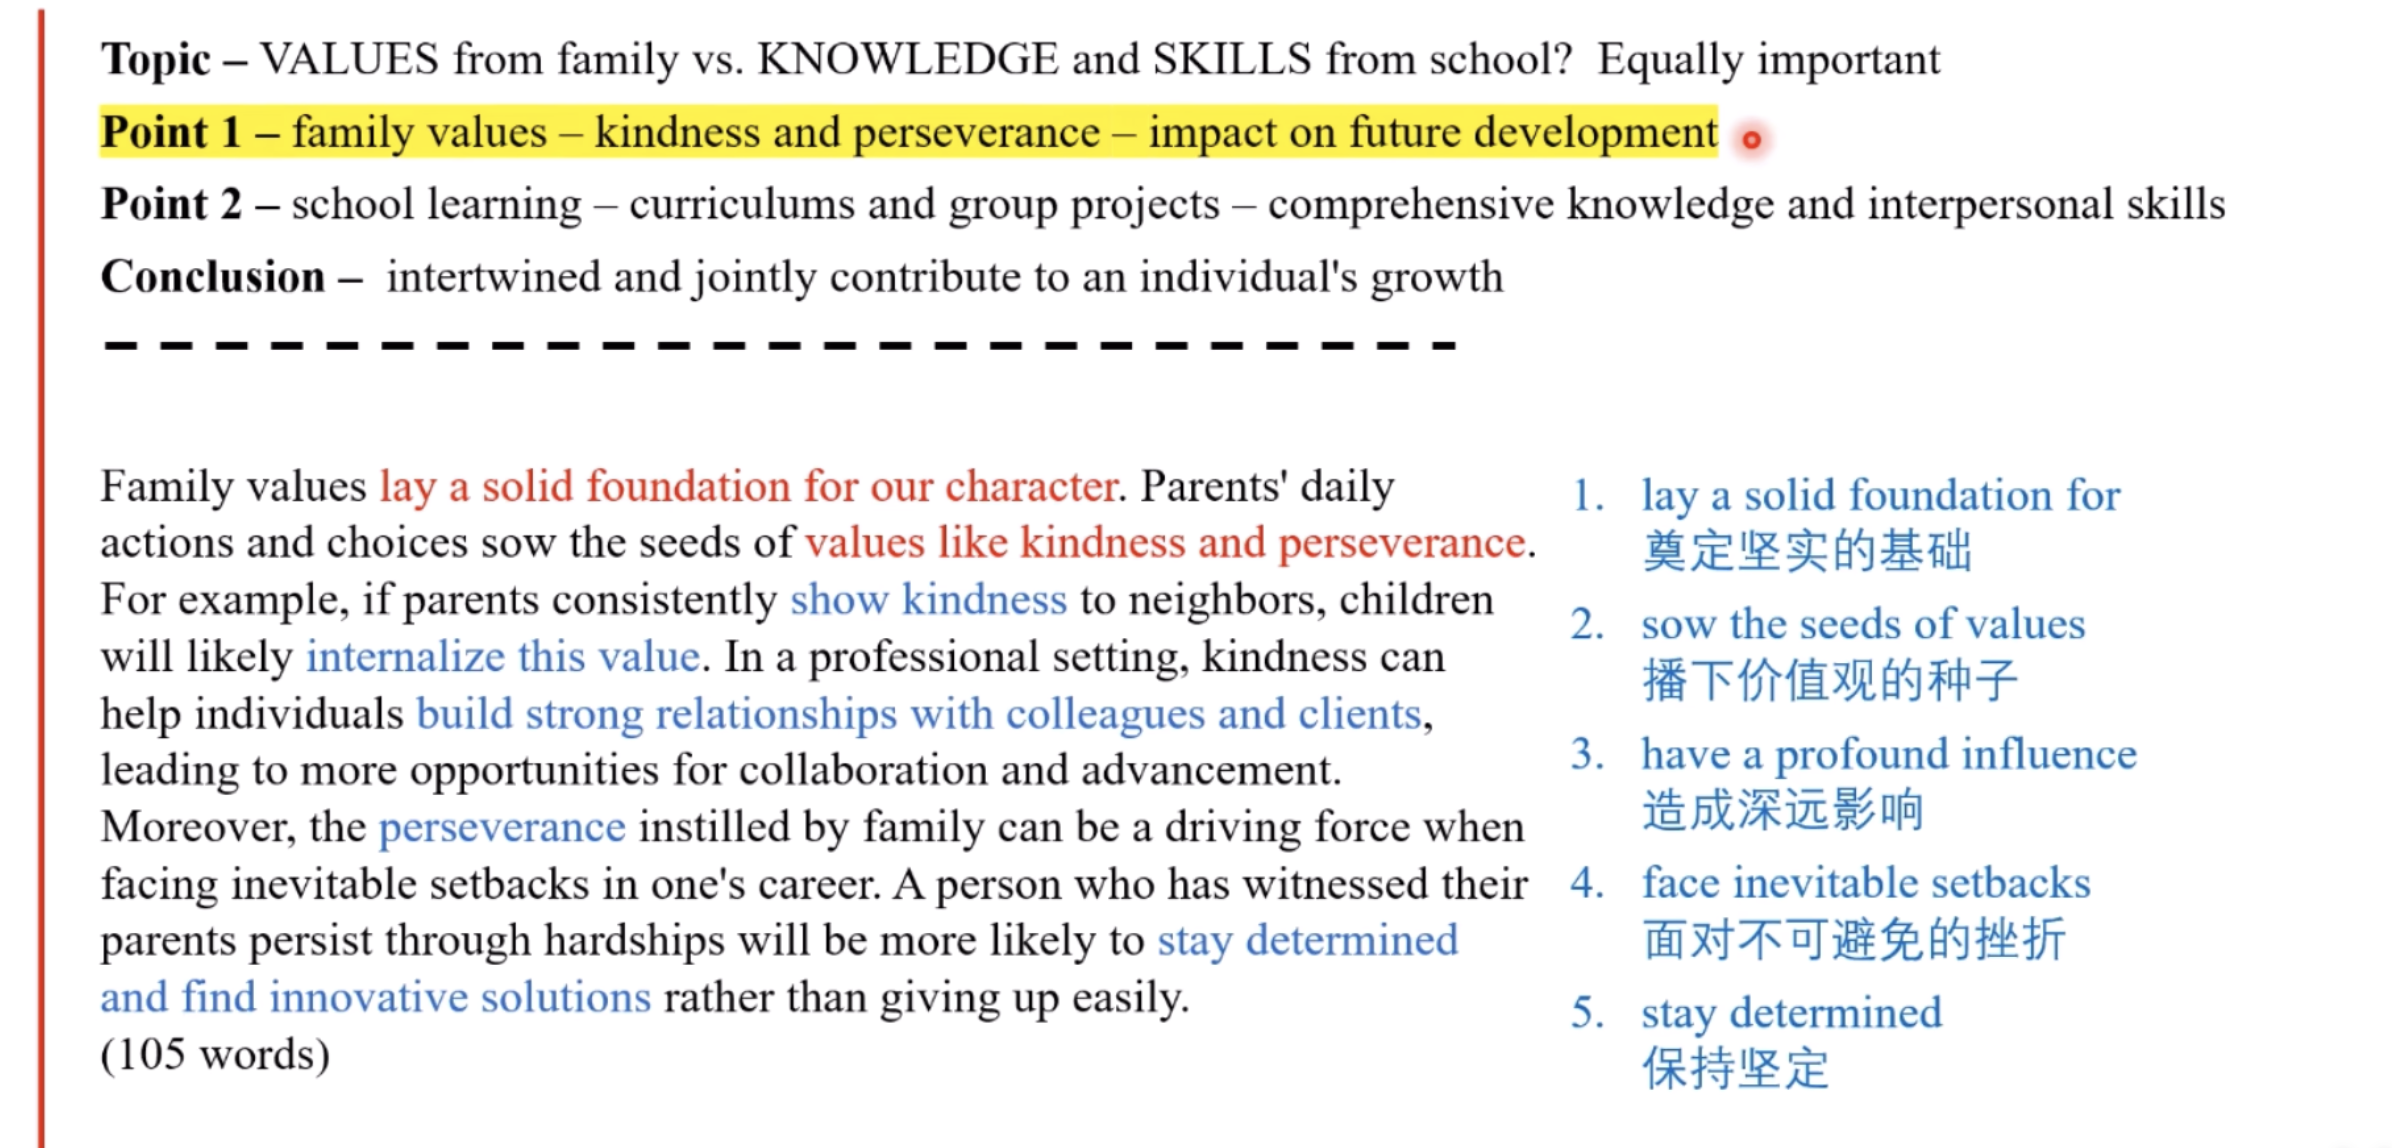 Topic – VALUES from family vs. KNOWLEDGE and SKILLS from school?  Equally important
Point 1 – family values – kindness and perseverance – impact on future development
Point 2 – school learning – curriculums and group projects – comprehensive knowledge and interpersonal skills
Conclusion –  intertwined and jointly contribute to an individual's growth
Family values lay a solid foundation for our character. Parents' daily
actions and choices sow the seeds of values like kindness and perseverance.
For example, if parents consistently show kindness to neighbors, children
will likely internalize this value. In a professional setting, kindness can
help individuals build strong relationships with colleagues and clients,
leading to more opportunities for collaboration and advancement.
Moreover, the perseverance instilled by family can be a driving force when
facing inevitable setbacks in one's career. A person who has witnessed their
parents persist through hardships will be more likely to stay determined
and find innovative solutions rather than giving up easily.
(105 words)
1. lay a solid foundation for
奠定坚实的基础
2. sow the seeds of values
播下价值观的种子
3. have a profound influence
造成深远影响
4. face inevitable setbacks
面对不可避免的挫折
5. stay determined
保持坚定